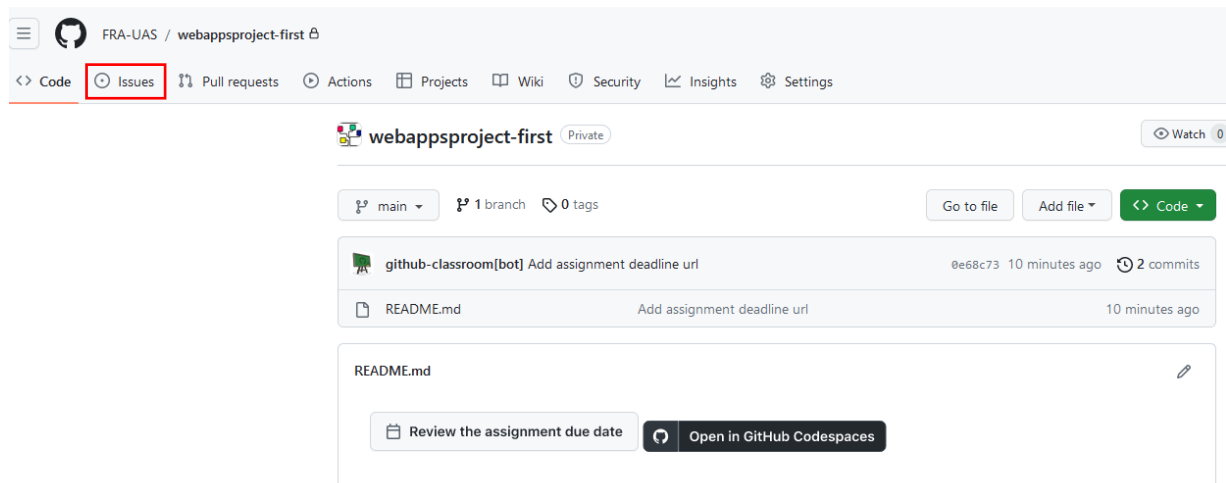 FRA-UAS / webappsproject-first
Code Issues Pull requests Actions Projects Wiki Security Insights Settings
webappsproject-first Private Watch 0
main 1 branch 0 tags Go to file Add file Code
github-classroom[bot] Add assignment deadline url 0e68c73 10 minutes ago 2 commits
README.md Add assignment deadline url 10 minutes ago
README.md
Review the assignment due date Open in GitHub Codespaces